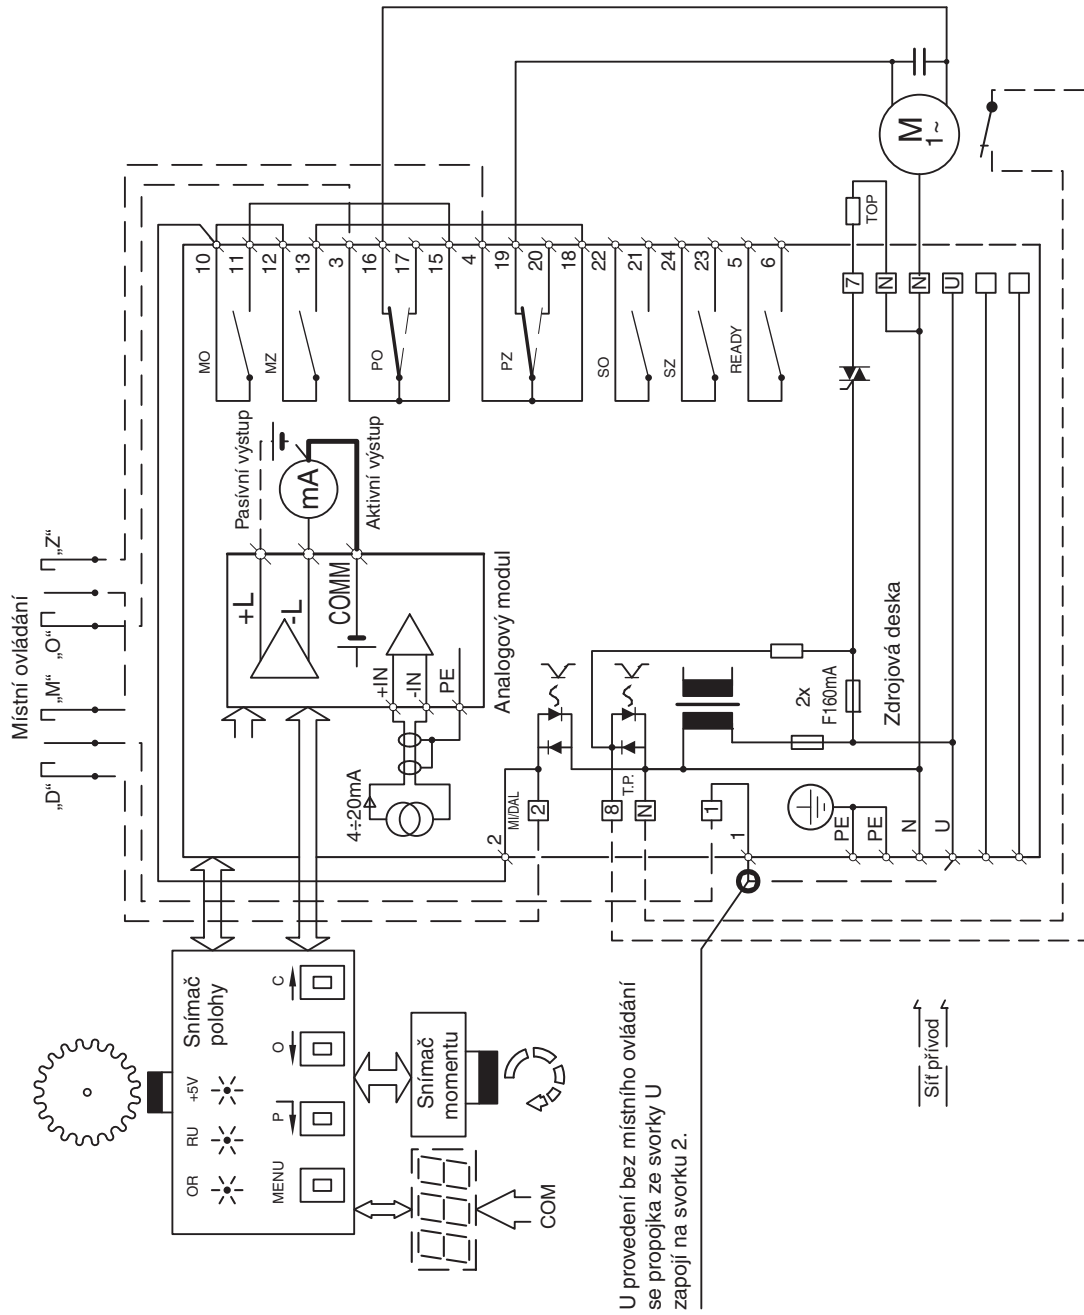 Místní ovládání
„D“
„M“
„O“
„Z“
Pasívní výstup
Aktivní výstup
mA
+L
-L
COMM
+IN
-IN
PE
Analogový modul
4÷20mA
MO
MZ
PO
PZ
SO
SZ
READY
10
11
12
13
3
16
17
15
4
19
20
18
22
21
24
23
5
6
TOP
7
N
N
U
M
1~
2
MI/DAL
2
8
T.P.
N
1
1
2x
F160mA
Zdrojová deska
PE
PE
N
U
Snímač
polohy
+5V
RU
OR
MENU
P
O
C
Snímač
momentu
COM
U provedení bez místního ovládání
se propojka ze svorky U
zapojí na svorku 2.
Síť přívod